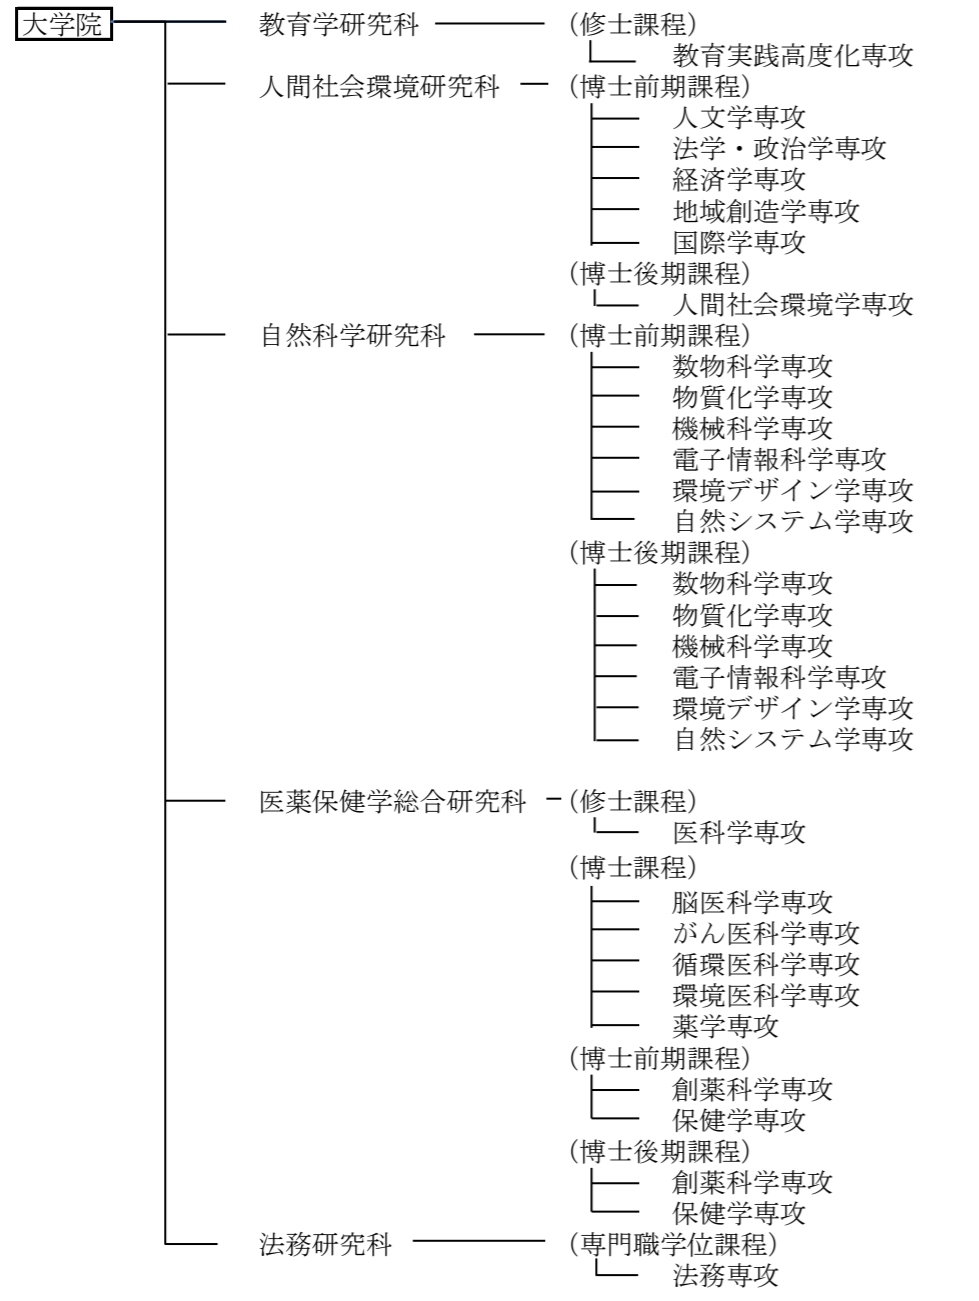 大学院 教育学研究科 (修士課程)
教育実践高度化専攻
人間社会環境研究科 (博士前期課程)
人文学専攻
法学・政治学専攻
経済学専攻
地域創造学専攻
国際学専攻
(博士後期課程)
人間社会環境学専攻
自然科学研究科 (博士前期課程)
数物科学専攻
物質化学専攻
機械科学専攻
電子情報科学専攻
環境デザイン学専攻
自然システム学専攻
(博士後期課程)
数物科学専攻
物質化学専攻
機械科学専攻
電子情報科学専攻
環境デザイン学専攻
自然システム学専攻
医薬保健学総合研究科 (修士課程)
医科学専攻
(博士課程)
脳医科学専攻
がん医科学専攻
循環医科学専攻
環境医科学専攻
薬学専攻
(博士前期課程)
創薬科学専攻
保健学専攻
(博士後期課程)
創薬科学専攻
保健学専攻
法務研究科 (専門職学位課程)
法務専攻